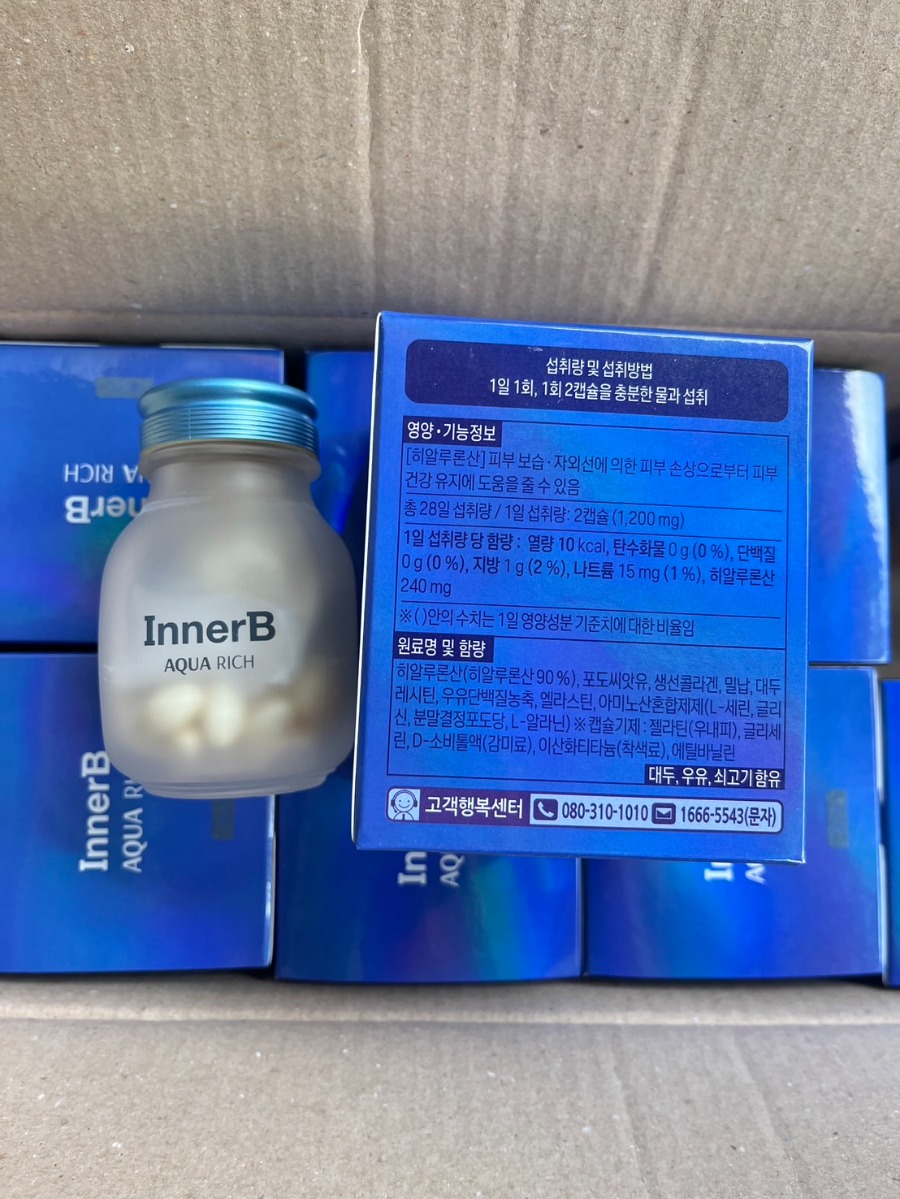 섭취량 및 섭취방법
1일 1회, 1회 2캡슐을 충분한 물과 섭취
영양·기능정보
[히알루론산] 피부 보습·자외선에 의한 피부 손상으로부터 피부
건강 유지에 도움을 줄 수 있음
총 28일 섭취량 / 1일 섭취량: 2캡슐 (1,200 mg)
1일 섭취량 당 함량 : 열량 10 kcal, 탄수화물 0 g (0 %), 단백질
0 g (0 %), 지방 1 g (2 %), 나트륨 15 mg (1 %), 히알루론산
240 mg
※ ( )안의 수치는 1일 영양성분 기준치에 대한 비율임
원료명 및 함량
히알루론산(히알루론산 90 %), 포도씨앗유, 생선콜라겐, 밀납, 대두
레시틴, 우유단백질농축, 엘라스틴, 아미노산혼합제제(L-세린, 글리
신, 분말결정포도당, L-알라닌) ※ 캡슐기제 : 젤라틴(우내피), 글리세
린, D-소비톨액(감미료), 이산화티타늄(착색료), 에틸바닐린
대두, 우유, 쇠고기 함유
고객행복센터 080-310-1010 1666-5543(문자)
InnerB
AQUA RICH
nerB
UA RICH
InnerB
AQUA R
In
AQ
In
A